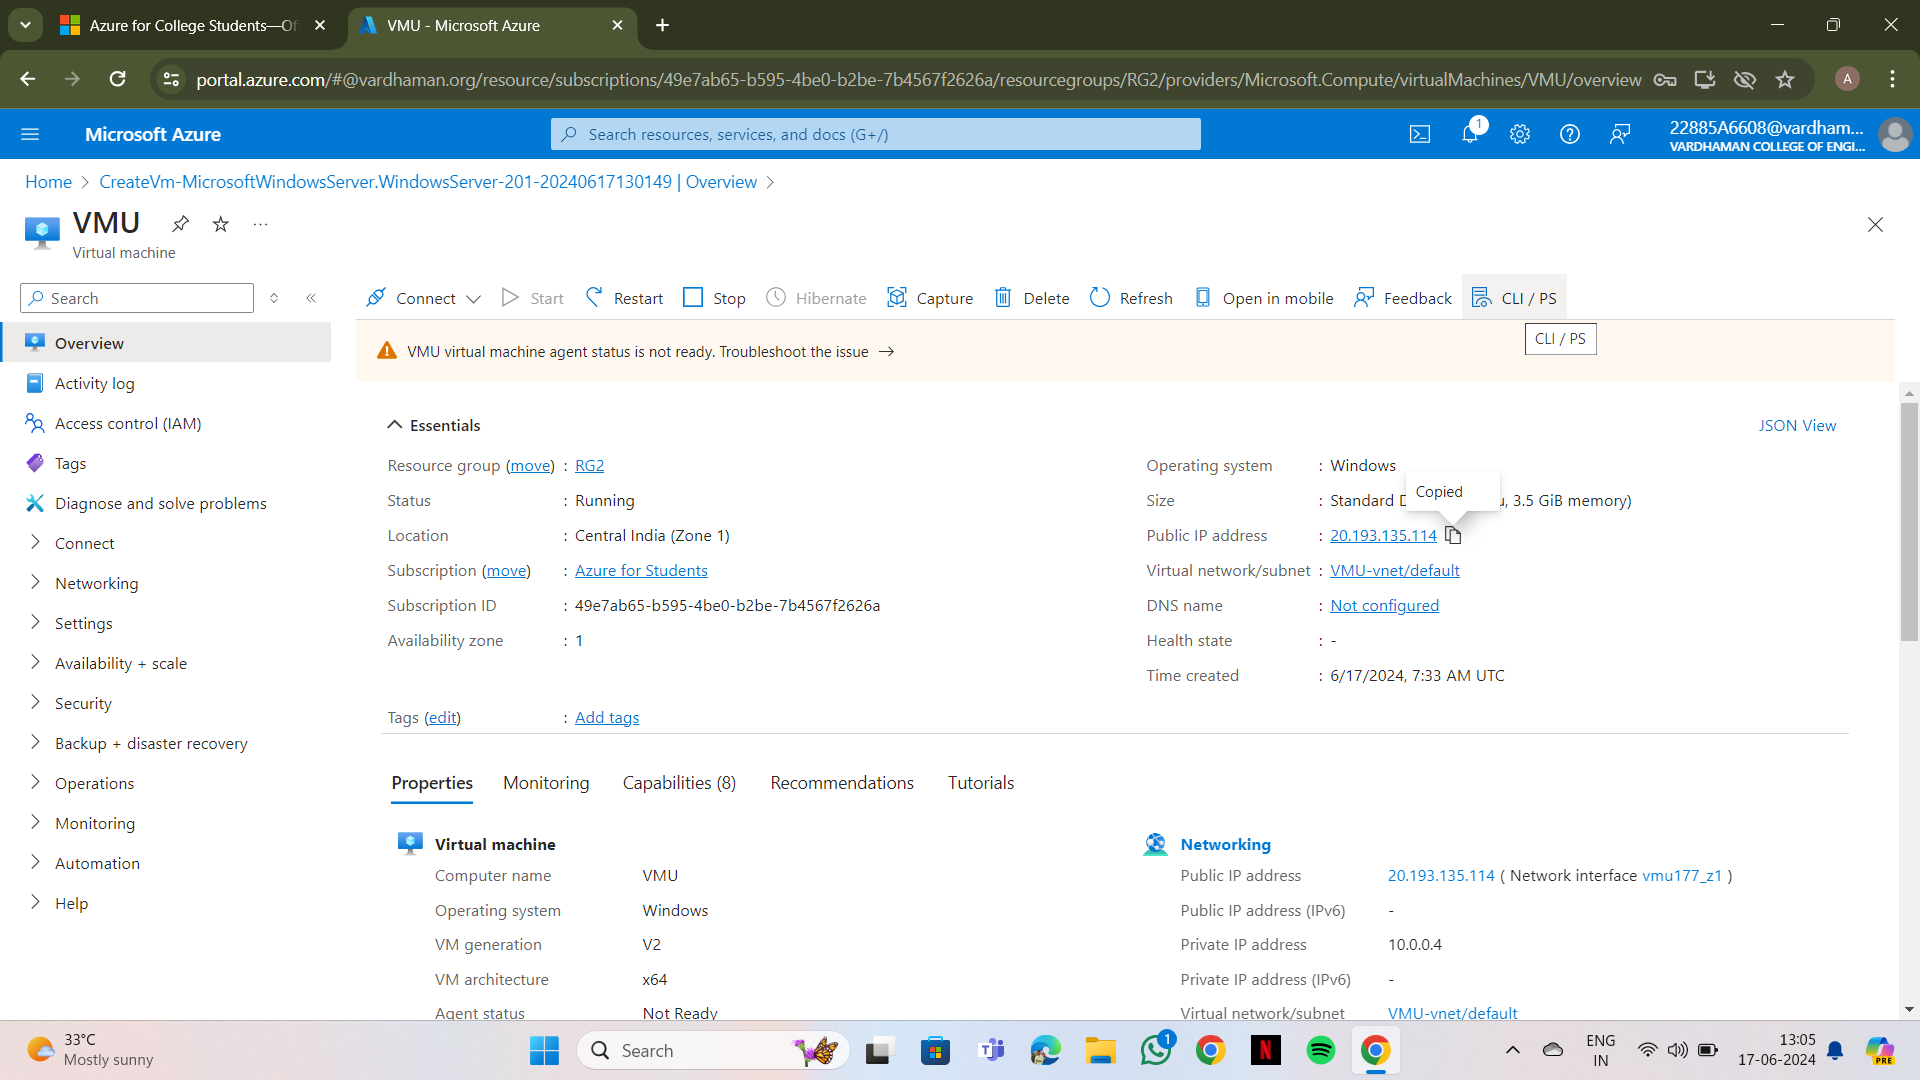 Azure for College Students—Of
VMU - Microsoft Azure
portal.azure.com/#@vardhaman.org/resource/subscriptions/49e7ab65-b595-4be0-b2be-7b4567f2626a/resourcegroups/RG2/providers/Microsoft.Compute/virtualMachines/VMU/overview
A
Microsoft Azure
Search resources, services, and docs (G+/)
1
22885A6608@vardham...
VARDHAMAN COLLEGE OF ENGI...
Home > CreateVm-MicrosoftWindowsServer.WindowsServer-201-20240617130149 | Overview >
VMU
Virtual machine
Search
Connect
Start
Restart
Stop
Hibernate
Capture
Delete
Refresh
Open in mobile
Feedback
CLI / PS
CLI / PS
VMU virtual machine agent status is not ready. Troubleshoot the issue →
Overview
Activity log
Access control (IAM)
Tags
Diagnose and solve problems
Connect
Networking
Settings
Availability + scale
Security
Backup + disaster recovery
Operations
Monitoring
Automation
Help
Essentials
JSON View
Resource group (move) : RG2
Status : Running
Location : Central India (Zone 1)
Subscription (move) : Azure for Students
Subscription ID : 49e7ab65-b595-4be0-b2be-7b4567f2626a
Availability zone : 1
Operating system : Windows
Copied
Size : Standard 3.5 GiB memory)
Public IP address : 20.193.135.114
Virtual network/subnet : VMU-vnet/default
DNS name : Not configured
Health state : -
Time created : 6/17/2024, 7:33 AM UTC
Tags (edit) : Add tags
Properties
Monitoring
Capabilities (8)
Recommendations
Tutorials
Virtual machine
Computer name VMU
Operating system Windows
VM generation V2
VM architecture x64
Agent status Not Ready
Networking
Public IP address 20.193.135.114 ( Network interface vmu177_z1 )
Public IP address (IPv6) -
Private IP address 10.0.0.4
Private IP address (IPv6) -
Virtual network/subnet VMU-vnet/default
33°C
Mostly sunny
Search
1
N
ENG
IN
13:05
17-06-2024
PRE